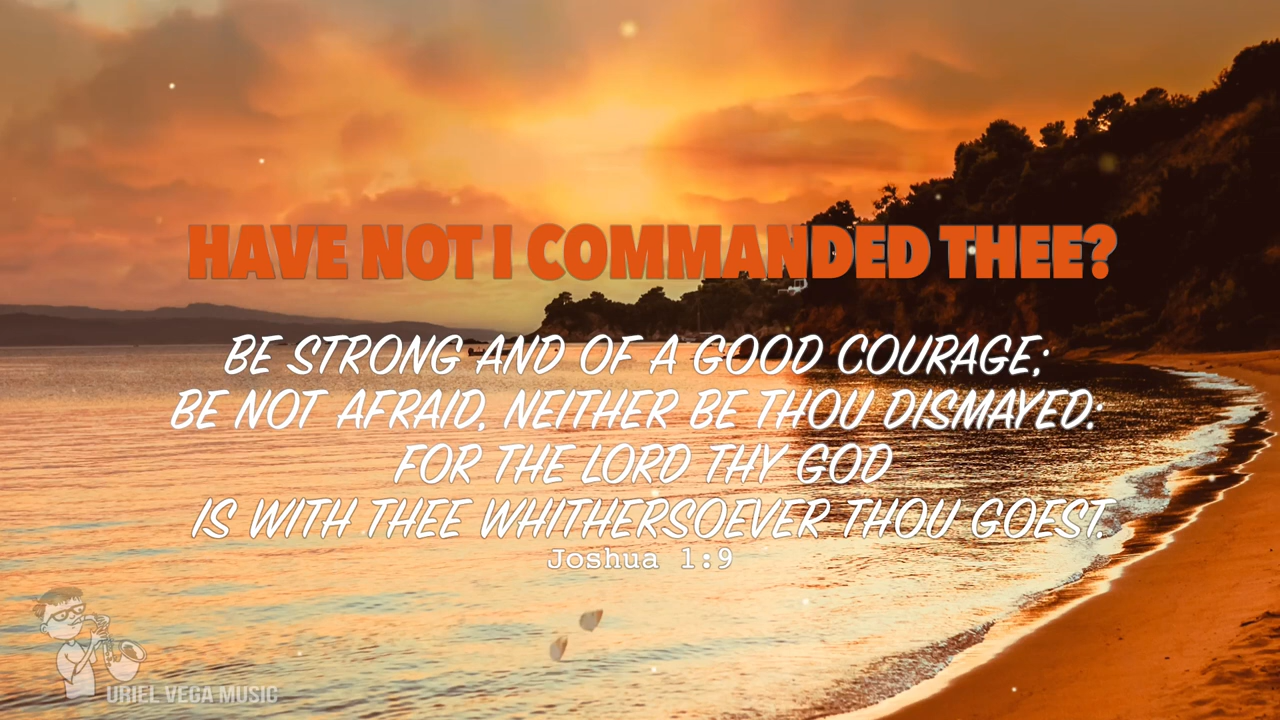 HAVE NOT I COMMANDED THEE?
BE STRONG AND OF A GOOD COURAGE;
BE NOT AFRAID, NEITHER BE THOU DISMAYED:
FOR THE LORD THY GOD
IS WITH THEE WHITHERSOEVER THOU GOEST.
Joshua 1:9
URIEL VEGA MUSIC